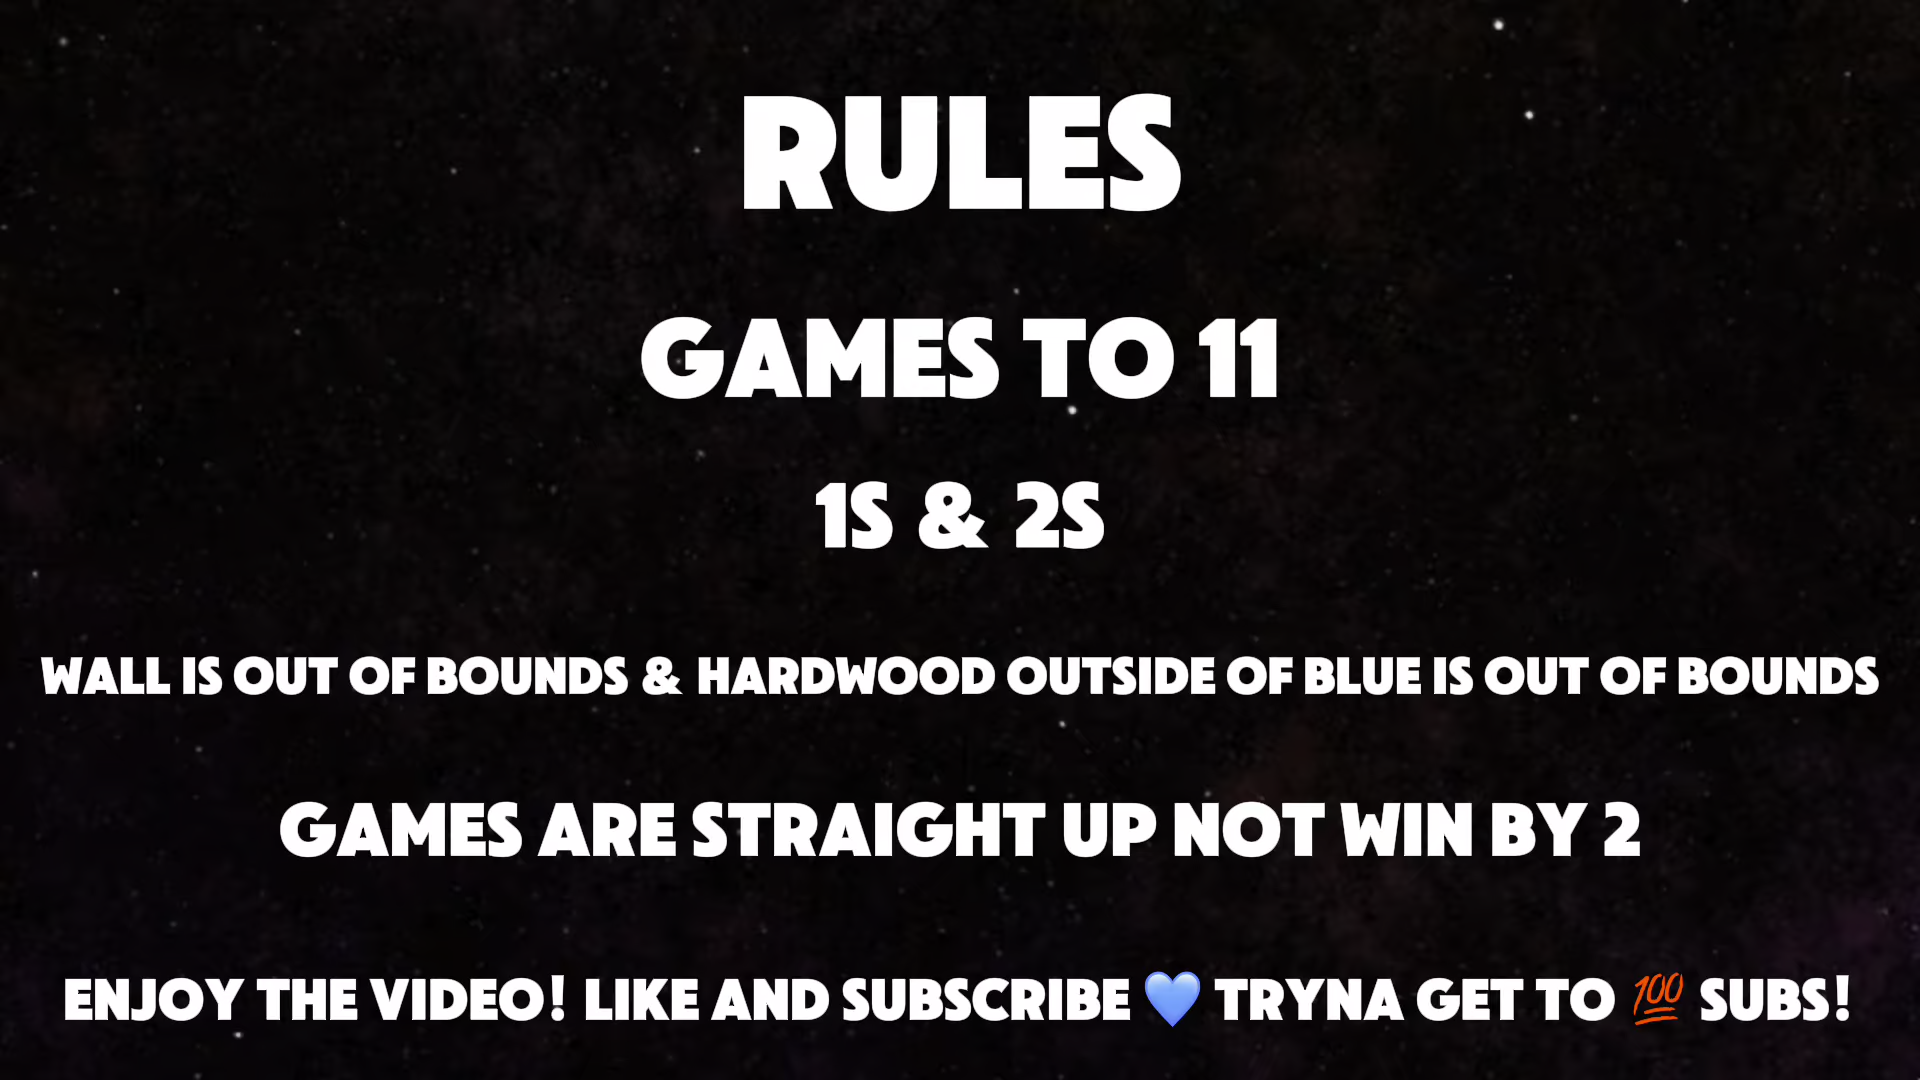 RULES
GAMES TO 11
1S & 2S
WALL IS OUT OF BOUNDS & HARDWOOD OUTSIDE OF BLUE IS OUT OF BOUNDS
GAMES ARE STRAIGHT UP NOT WIN BY 2
ENJOY THE VIDEO! LIKE AND SUBSCRIBE 💙 TRYNA GET TO 💯 SUBS!